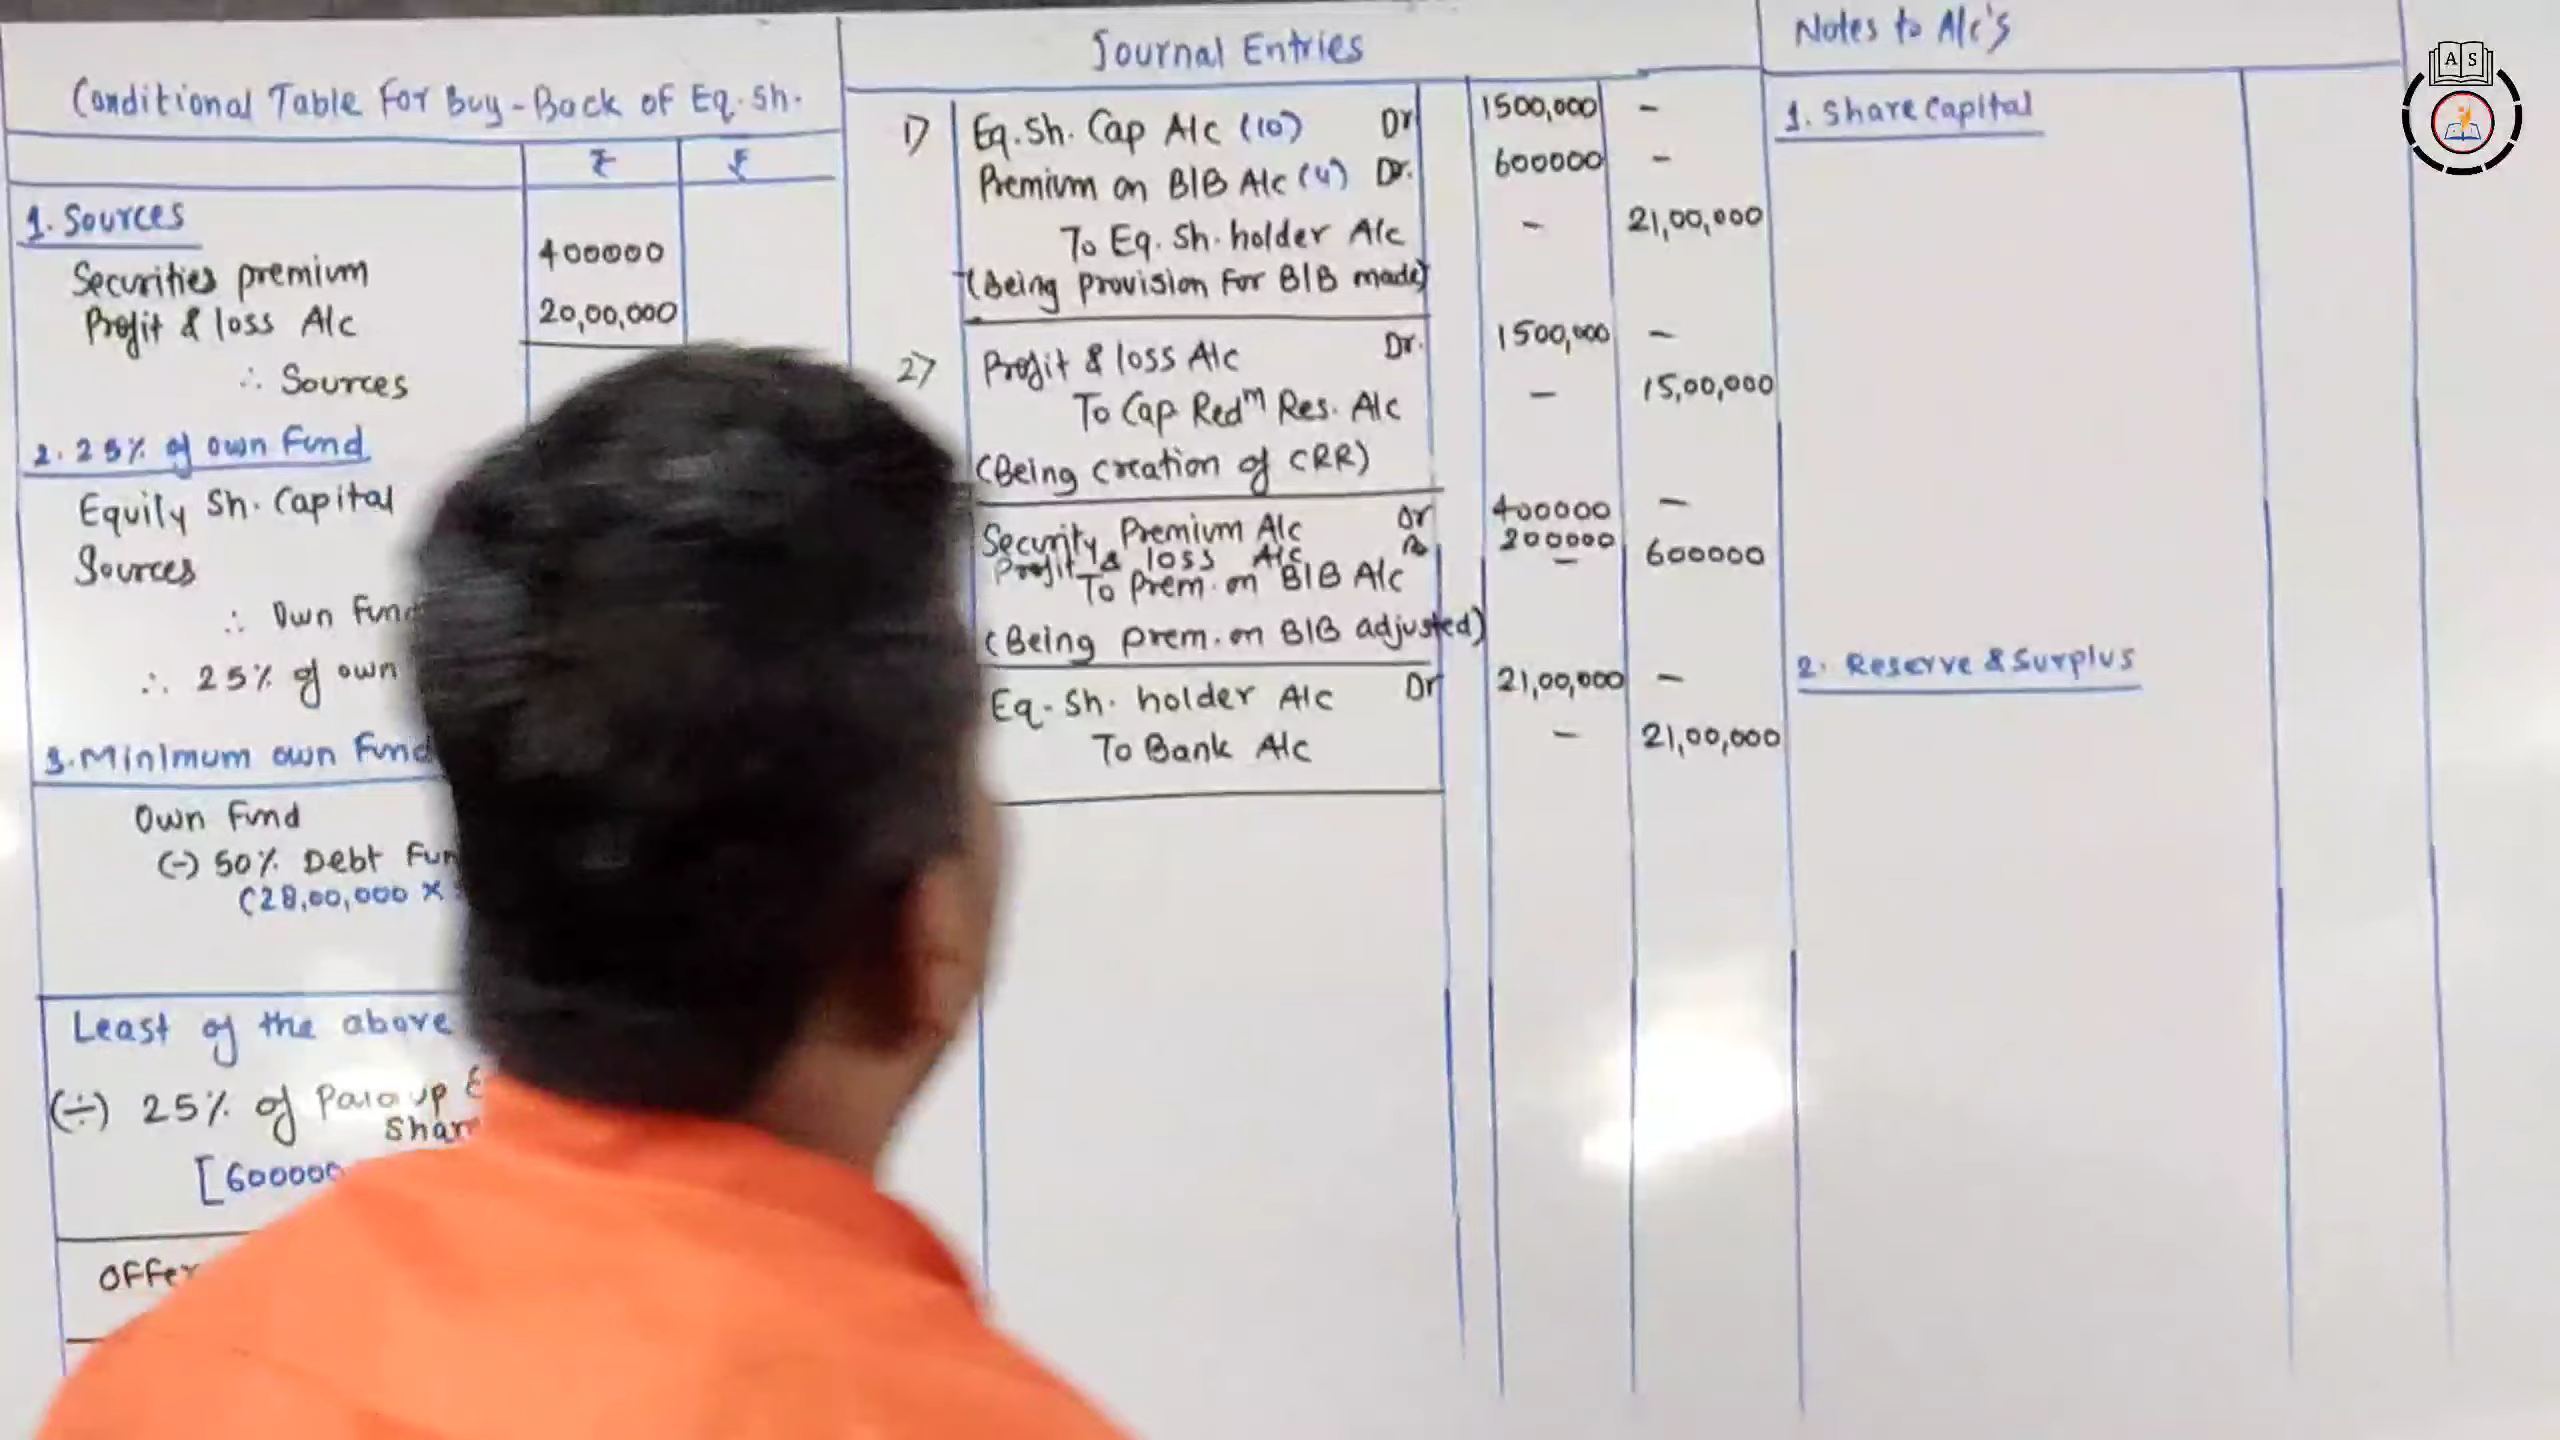 Conditional Table For Buy-Back of Eq. Sh.
₹ ₹
1. Sources
Securities premium 400000
Profit & loss A/c 20,00,000
∴ Sources
2. 25% of own Fund
Equity Sh. Capital
Sources
∴ Own Fund
∴ 25% of own
3. Minimum own Fund
Own Fund
(-) 50% Debt Fun
(28,00,000 ×
Least of the above
(÷) 25% of Paid up E
Shar
[600000
Offer
Journal Entries
1) Eq. Sh. Cap A/c (10) Dr 1500,000 -
Premium on B/B A/c (4) Dr. 600000 -
To Eq. Sh. holder A/c - 21,00,000
(Being provision For B/B made)
2) Profit & loss A/c Dr. 1500,000 -
To Cap Redm Res. A/c - 15,00,000
(Being creation of CRR)
Security Premium A/c Dr 400000 -
Profit & loss A/c Dr 200000
To Prem. on B/B A/c - 600000
(Being prem. on B/B adjusted)
Eq. Sh. holder A/c Dr 21,00,000 -
To Bank A/c - 21,00,000
Notes to A/c's
1. Share Capital
2. Reserve & Surplus
A S